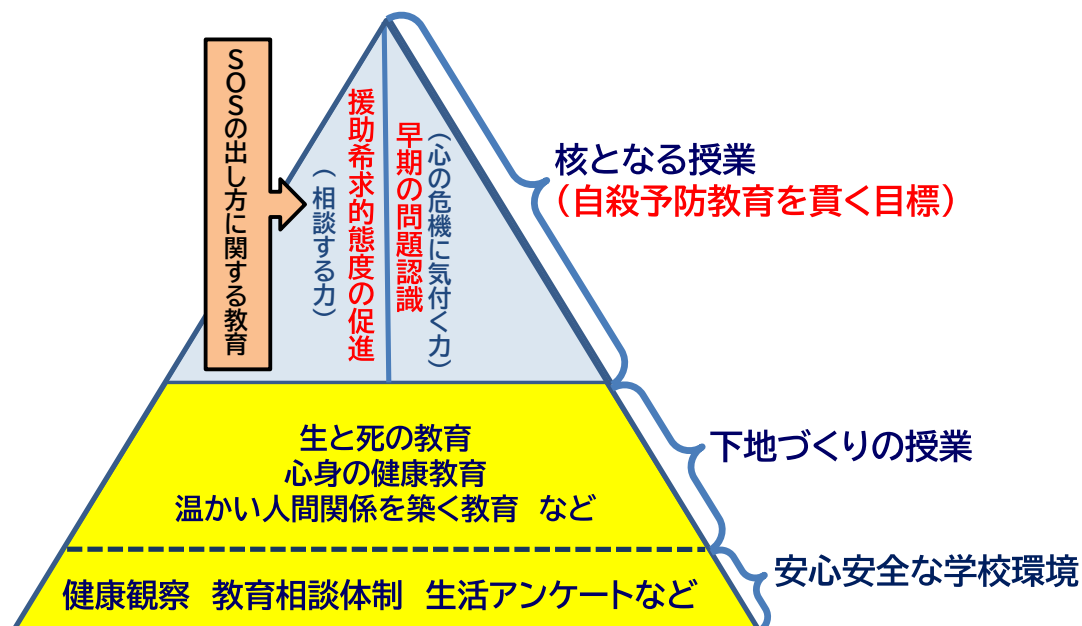 SOSの出し方に関する教育
早期の問題認識
（心の危機に気付く力）
援助希求的態度の促進
（相談する力）
核となる授業
（自殺予防教育を貫く目標）
生と死の教育
心身の健康教育
温かい人間関係を築く教育　など
下地づくりの授業
健康観察　教育相談体制　生活アンケートなど
安心安全な学校環境